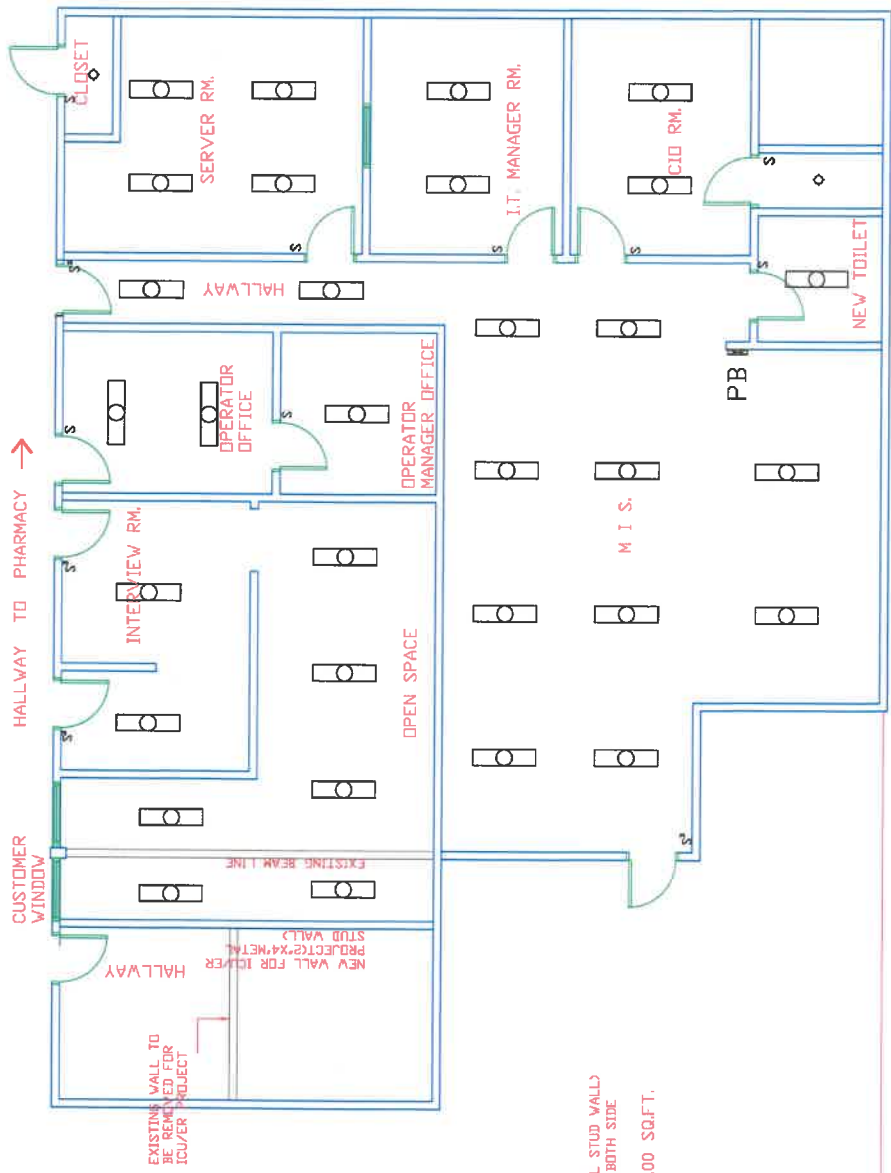 CUSTOMER
WINDOW
HALLWAY TO PHARMACY →
CLOSET
S
SERVER RM.
S
I.T. MANAGER RM.
S
CIO RM.
S
S
NEW TOILET
S
HALLWAY
S
OPERATOR
OFFICE
S
OPERATOR
MANAGER OFFICE
S
INTERVIEW RM.
S
S
OPEN SPACE
M I S.
PB
S
EXISTING BEAM LINE
NEW WALL FOR ICU/ER
PROJECT(2"X4"METAL
STUD WALL)
HALLWAY
EXISTING WALL TO
BE REMOVED FOR
ICU/ER PROJECT
L STUD WALL)
BOTH SIDE
.00 SQ.FT.